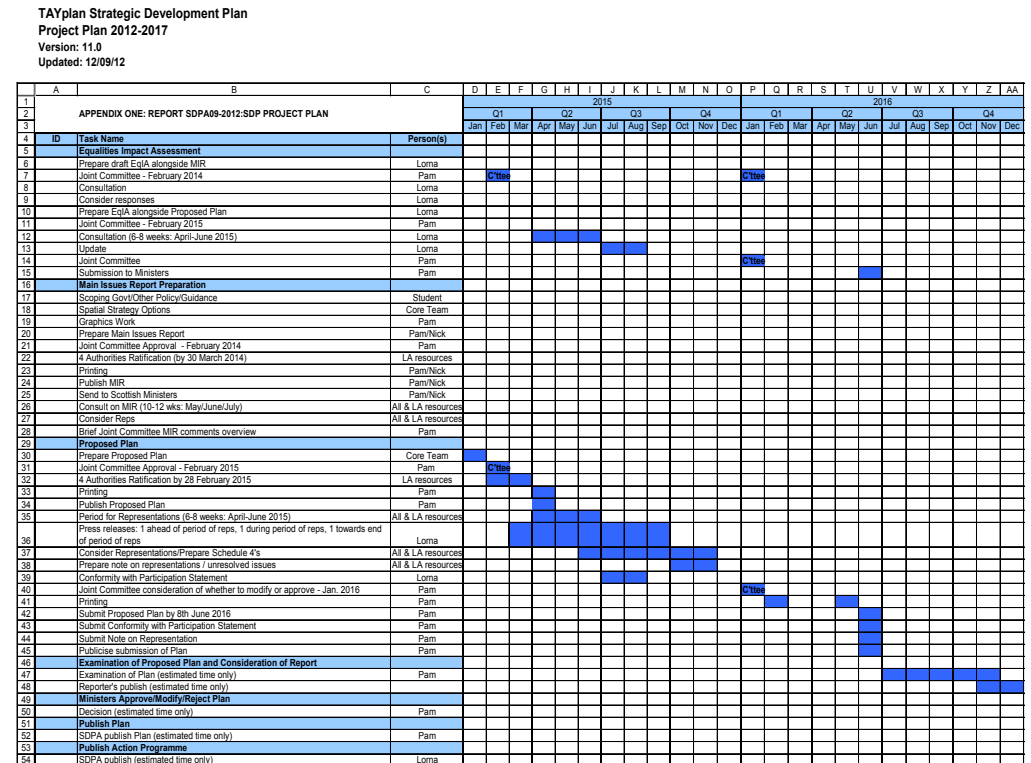 TAYplan Strategic Development Plan
Project Plan 2012-2017
Version: 11.0
Updated: 12/09/12
A B C D E F G H I J K L M N O P Q R S T U V W X Y Z AA
1 2015 2016
2 APPENDIX ONE: REPORT SDPA09-2012:SDP PROJECT PLAN Q1 Q2 Q3 Q4 Q1 Q2 Q3 Q4
3 Jan Feb Mar Apr May Jun Jul Aug Sep Oct Nov Dec Jan Feb Mar Apr May Jun Jul Aug Sep Oct Nov Dec
4 ID Task Name Person(s)
5 Equalities Impact Assessment
6 Prepare draft EqIA alongside MIR Lorna
7 Joint Committee - February 2014 Pam C'ttee C'ttee
8 Consultation Lorna
9 Consider responses Lorna
10 Prepare EqIA alongside Proposed Plan Lorna
11 Joint Committee - February 2015 Pam
12 Consultation (6-8 weeks: April-June 2015) Lorna
13 Update Lorna
14 Joint Committee Pam C'ttee
15 Submission to Ministers Pam
16 Main Issues Report Preparation
17 Scoping Govt/Other Policy/Guidance Student
18 Spatial Strategy Options Core Team
19 Graphics Work Pam
20 Prepare Main Issues Report Pam/Nick
21 Joint Committee Approval - February 2014 Pam
22 4 Authorities Ratification (by 30 March 2014) LA resources
23 Printing Pam/Nick
24 Publish MIR Pam/Nick
25 Send to Scottish Ministers Pam/Nick
26 Consult on MIR (10-12 wks: May/June/July) All & LA resources
27 Consider Reps All & LA resources
28 Brief Joint Committee MIR comments overview Pam
29 Proposed Plan
30 Prepare Proposed Plan Core Team
31 Joint Committee Approval - February 2015 Pam C'ttee
32 4 Authorities Ratification by 28 February 2015 LA resources
33 Printing Pam
34 Publish Proposed Plan Pam
35 Period for Representations (6-8 weeks: April-June 2015) All & LA resources
Press releases: 1 ahead of period of reps, 1 during period of reps, 1 towards end
36 of period of reps Lorna
37 Consider Representations/Prepare Schedule 4's All & LA resources
38 Prepare note on representations / unresolved issues All & LA resources
39 Conformity with Participation Statement Lorna
40 Joint Committee consideration of whether to modify or approve - Jan. 2016 Pam C'ttee
41 Printing Pam
42 Submit Proposed Plan by 8th June 2016 Pam
43 Submit Conformity with Participation Statement Pam
44 Submit Note on Representation Pam
45 Publicise submission of Plan Pam
46 Examination of Proposed Plan and Consideration of Report
47 Examination of Plan (estimated time only) Pam
48 Reporter's publish (estimated time only)
49 Ministers Approve/Modify/Reject Plan
50 Decision (estimated time only) Pam
51 Publish Plan
52 SDPA publish Plan (estimated time only) Pam
53 Publish Action Programme
54 SDPA publish (estimated time only) Lorna